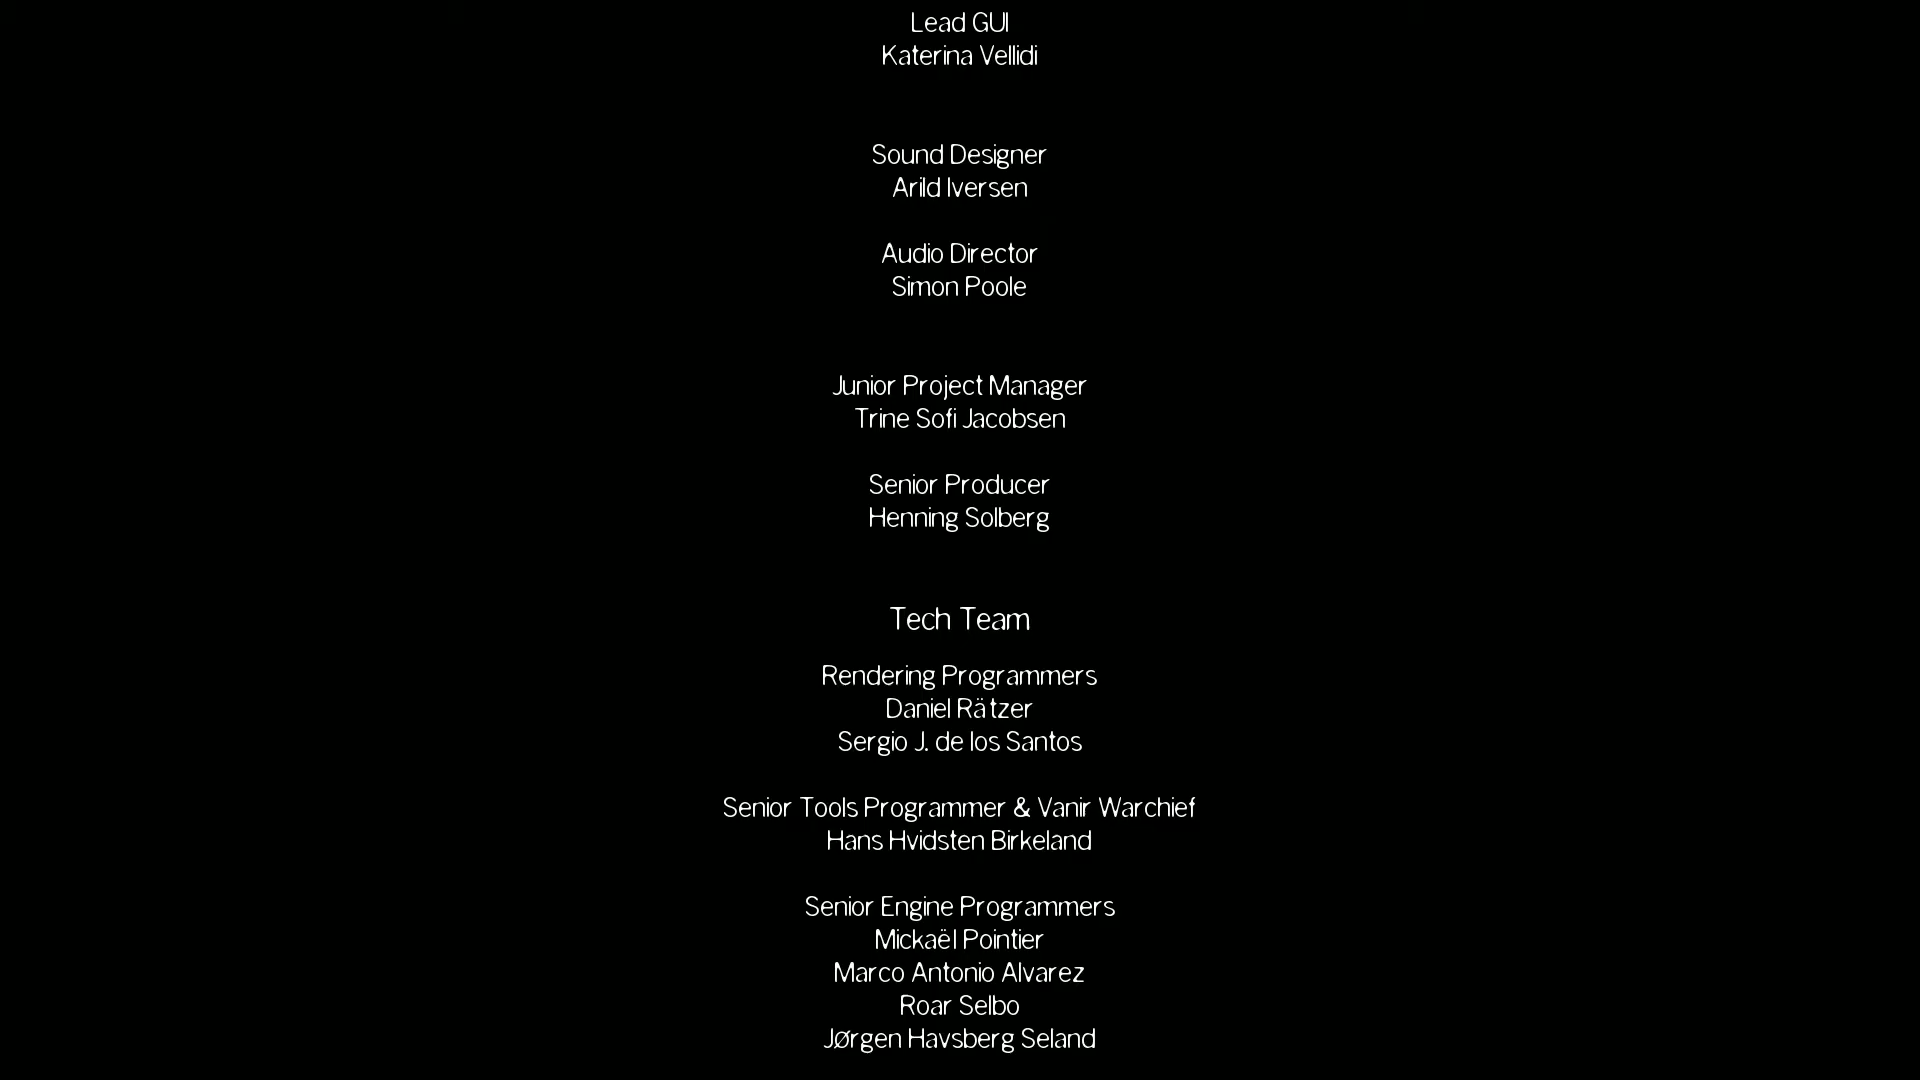 Lead GUI
Katerina Vellidi
Sound Designer
Arild Iversen
Audio Director
Simon Poole
Junior Project Manager
Trine Sofi Jacobsen
Senior Producer
Henning Solberg
Tech Team
Rendering Programmers
Daniel Rätzer
Sergio J. de los Santos
Senior Tools Programmer & Vanir Warchief
Hans Hvidsten Birkeland
Senior Engine Programmers
Mickaël Pointier
Marco Antonio Alvarez
Roar Selbo
Jørgen Havsberg Seland